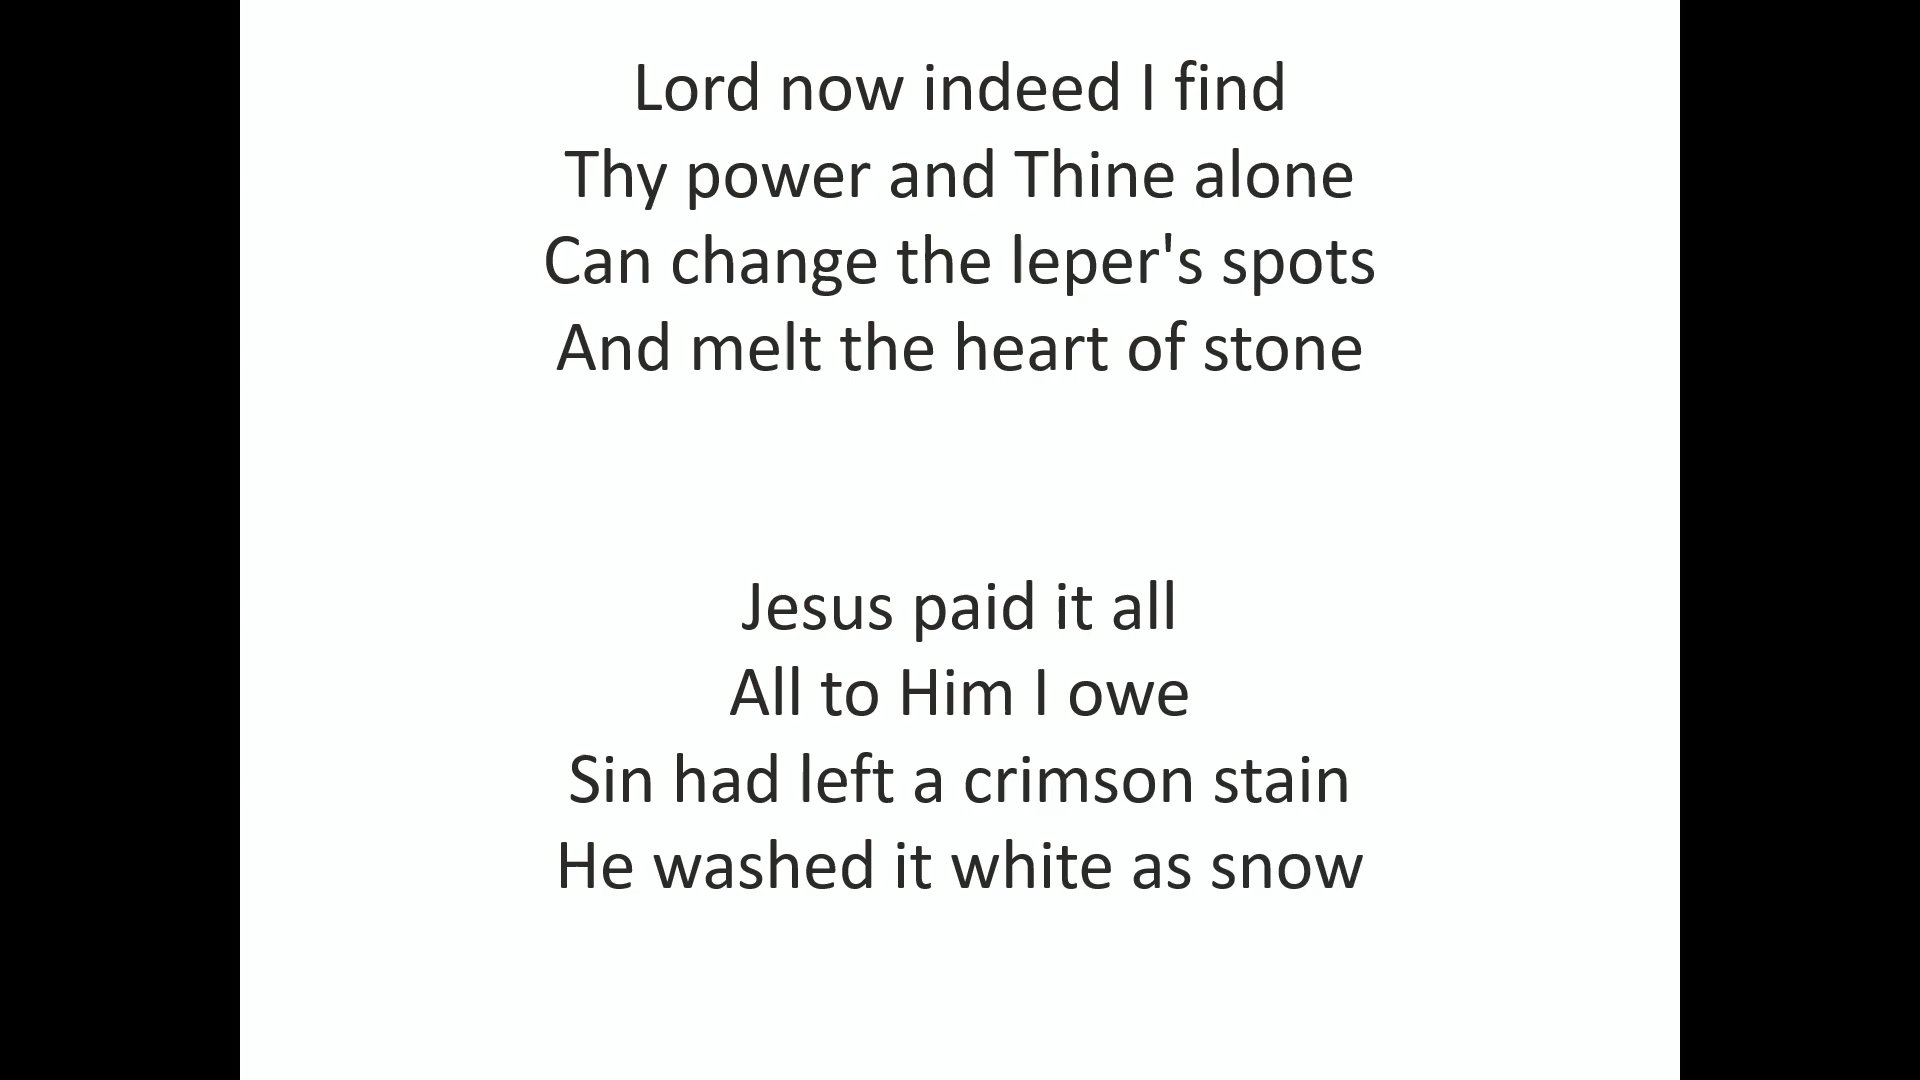 Lord now indeed I find
Thy power and Thine alone
Can change the leper's spots
And melt the heart of stone
Jesus paid it all
All to Him I owe
Sin had left a crimson stain
He washed it white as snow